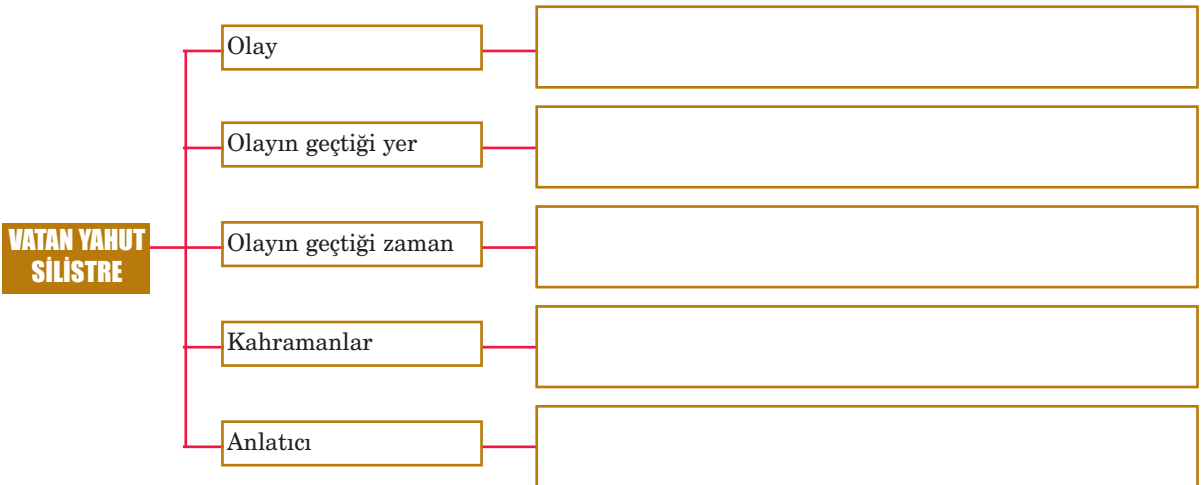 Olay
Olayın geçtiği yer
VATAN YAHUT
SİLİSTRE
Olayın geçtiği zaman
Kahramanlar
Anlatıcı